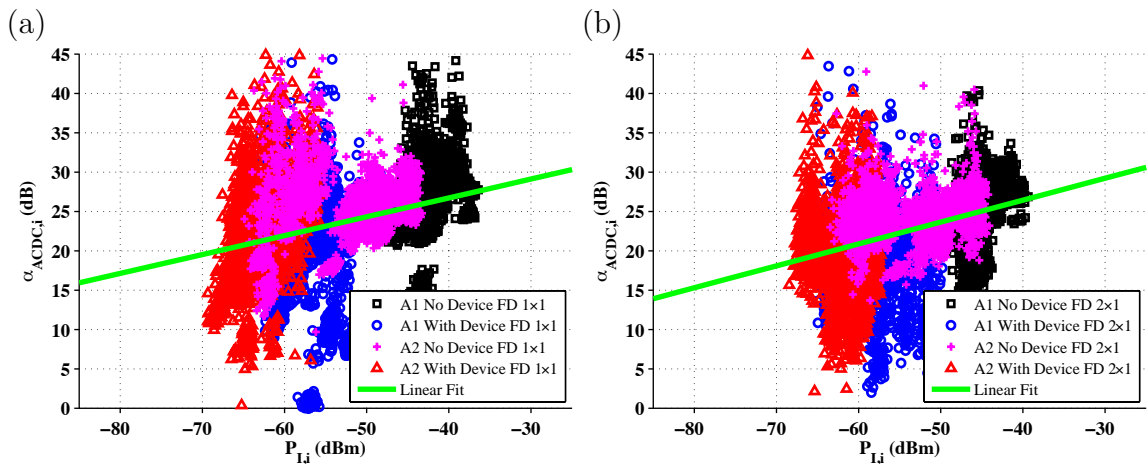 (a)
45
40
35
30
25
20
15
10
5
0
α_ACDC,i (dB)
−80 −70 −60 −50 −40 −30
P_I,i (dBm)
A1 No Device FD 1×1
A1 With Device FD 1×1
A2 No Device FD 1×1
A2 With Device FD 1×1
Linear Fit
(b)
45
40
35
30
25
20
15
10
5
0
α_ACDC,i (dB)
−80 −70 −60 −50 −40 −30
P_I,i (dBm)
A1 No Device FD 2×1
A1 With Device FD 2×1
A2 No Device FD 2×1
A2 With Device FD 2×1
Linear Fit